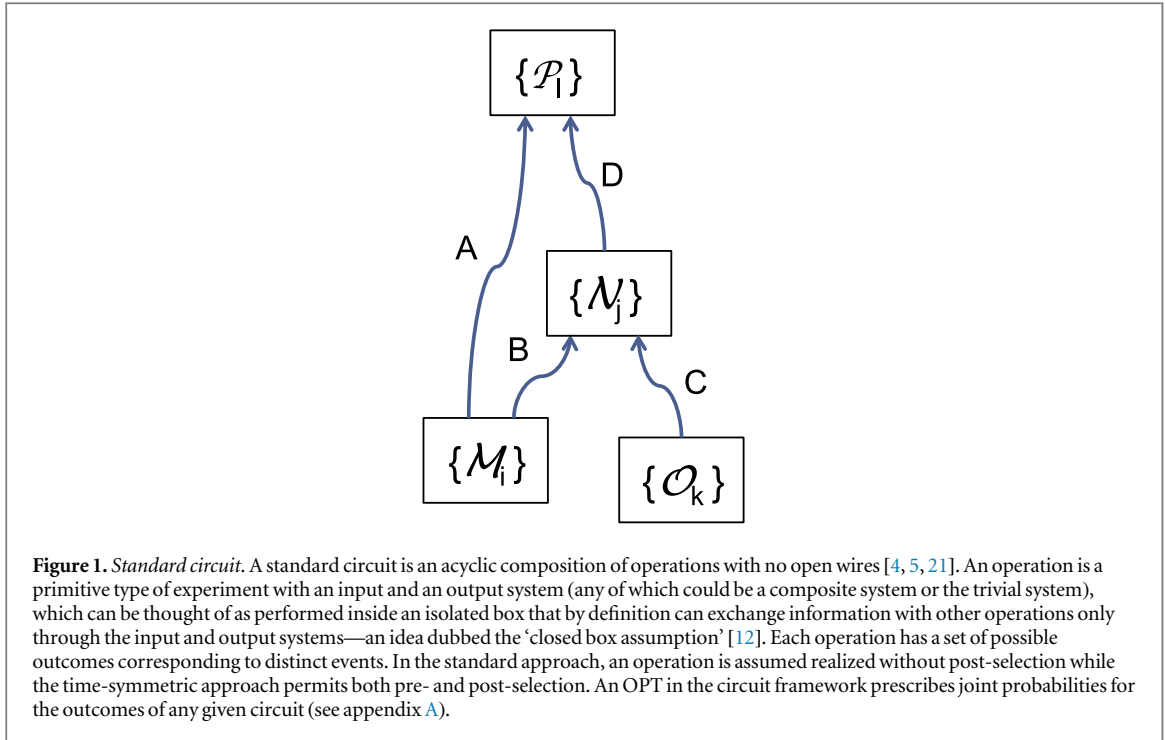 {𝒫l}
D
A
{𝒩j}
B
C
{ℳi}
{𝒪k}
Figure 1. Standard circuit. A standard circuit is an acyclic composition of operations with no open wires [4, 5, 21]. An operation is a
primitive type of experiment with an input and an output system (any of which could be a composite system or the trivial system),
which can be thought of as performed inside an isolated box that by definition can exchange information with other operations only
through the input and output systems—an idea dubbed the ‘closed box assumption’ [12]. Each operation has a set of possible
outcomes corresponding to distinct events. In the standard approach, an operation is assumed realized without post-selection while
the time-symmetric approach permits both pre- and post-selection. An OPT in the circuit framework prescribes joint probabilities for
the outcomes of any given circuit (see appendix A).